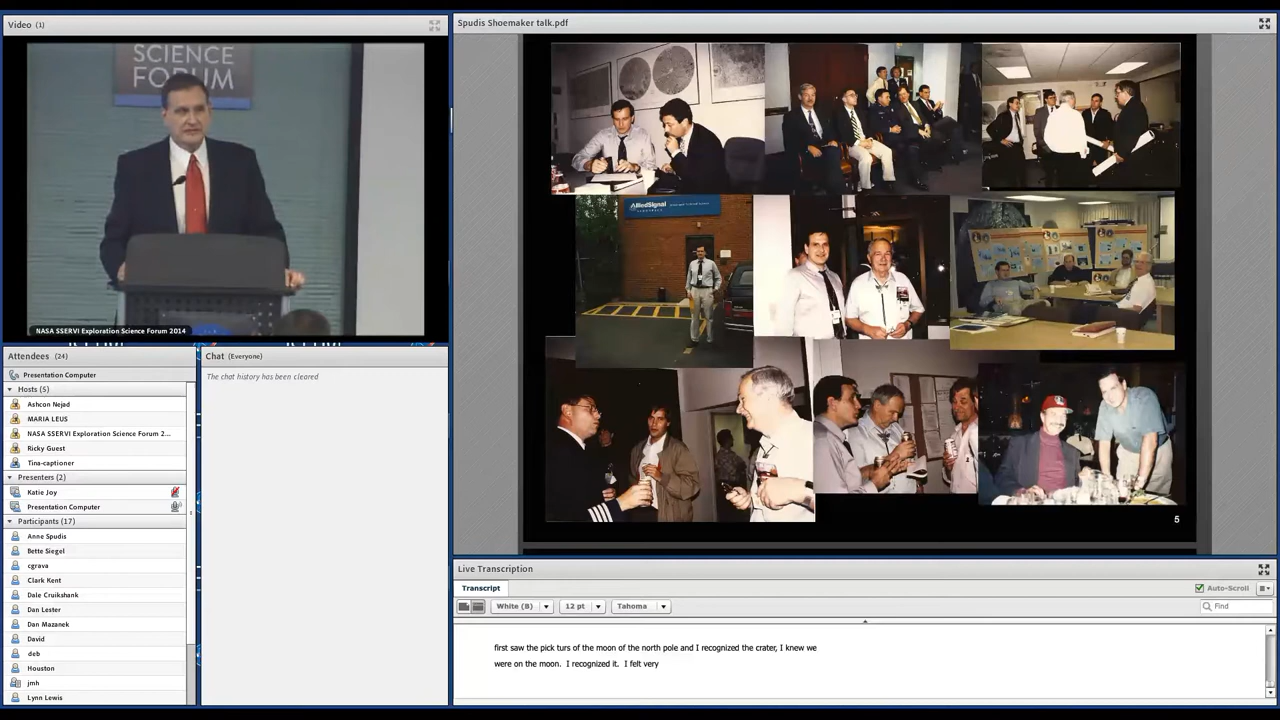 Video (1)
SCIENCE
FORUM
NASA SSERVI Exploration Science Forum 2014
Attendees (24)
Presentation Computer
Hosts (5)
Ashcon Nejad
MARIA LEUS
NASA SSERVI Exploration Science Forum 2...
Ricky Guest
Tina-captioner
Presenters (2)
Katie Joy
Presentation Computer
Participants (17)
Anne Spudis
Bette Siegel
cgrava
Clark Kent
Dale Cruikshank
Dan Lester
Dan Mazanek
David
deb
Houston
jmh
Lynn Lewis
Chat (Everyone)
The chat history has been cleared
Spudis Shoemaker talk.pdf
AlliedSignal
5
Live Transcription
Transcript
Auto-Scroll
White (B)
12 pt
Tahoma
Find
first saw the pick turs of the moon of the north pole and I recognized the crater, I knew we
were on the moon. I recognized it. I felt very